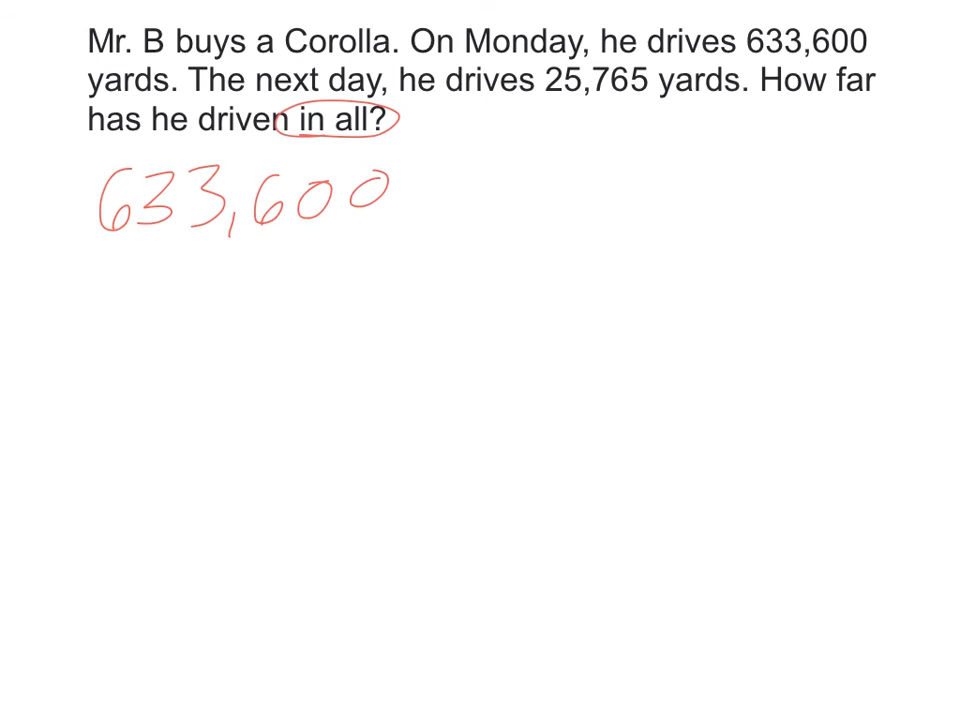 Mr. B buys a Corolla. On Monday, he drives 633,600
yards. The next day, he drives 25,765 yards. How far
has he driven in all?
633,600